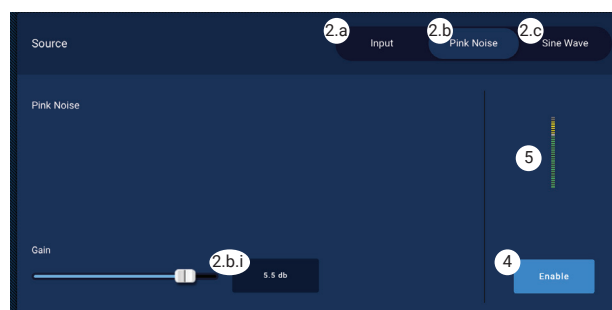 Source
2.a
Input
2.b
Pink Noise
2.c
Sine Wave
Pink Noise
5
Gain
2.b.i
5.5 db
4
Enable